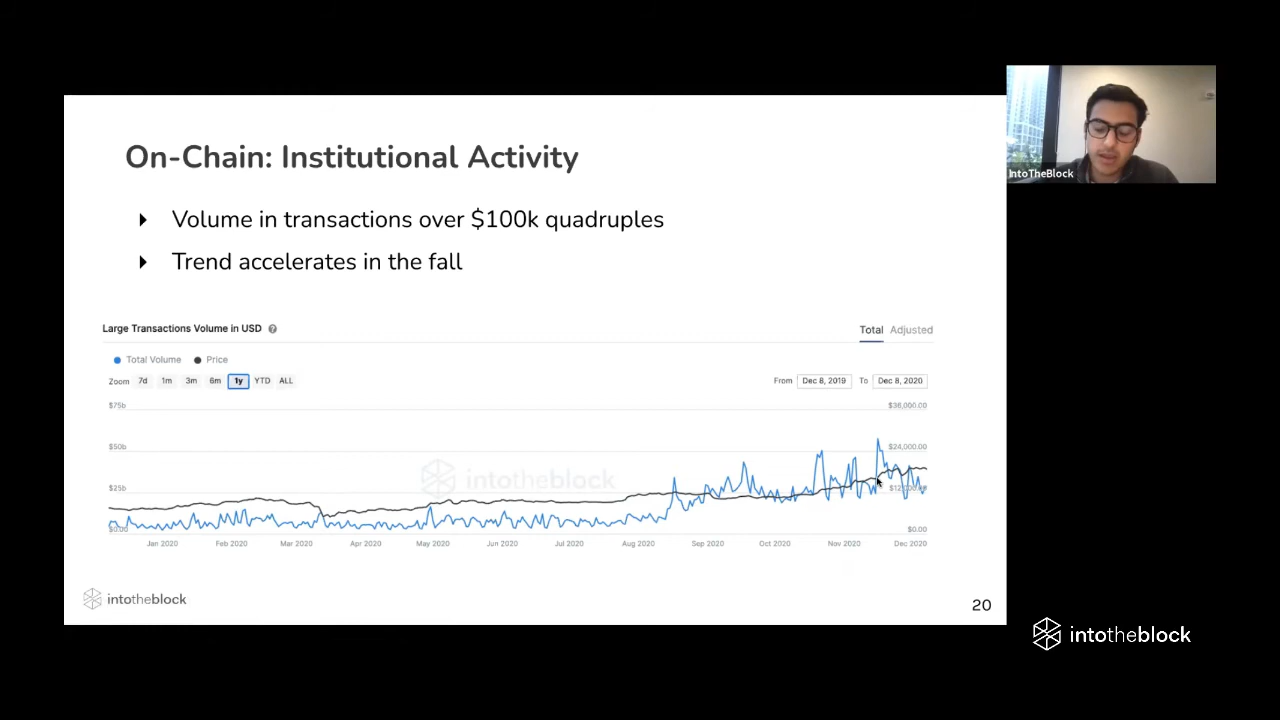 On-Chain: Institutional Activity
Volume in transactions over $100k quadruples
Trend accelerates in the fall
Large Transactions Volume in USD ?
Total Adjusted
Total Volume Price
Zoom 7d 1m 3m 6m 1y YTD ALL
From Dec 8, 2019 To Dec 8, 2020
$75b $36,000.00
$50b $24,000.00
intotheblock
$25b
$0.00 $0.00
Jan 2020 Feb 2020 Mar 2020 Apr 2020 May 2020 Jun 2020 Jul 2020 Aug 2020 Sep 2020 Oct 2020 Nov 2020 Dec 2020
intotheblock
20
IntoTheBlock
intotheblock